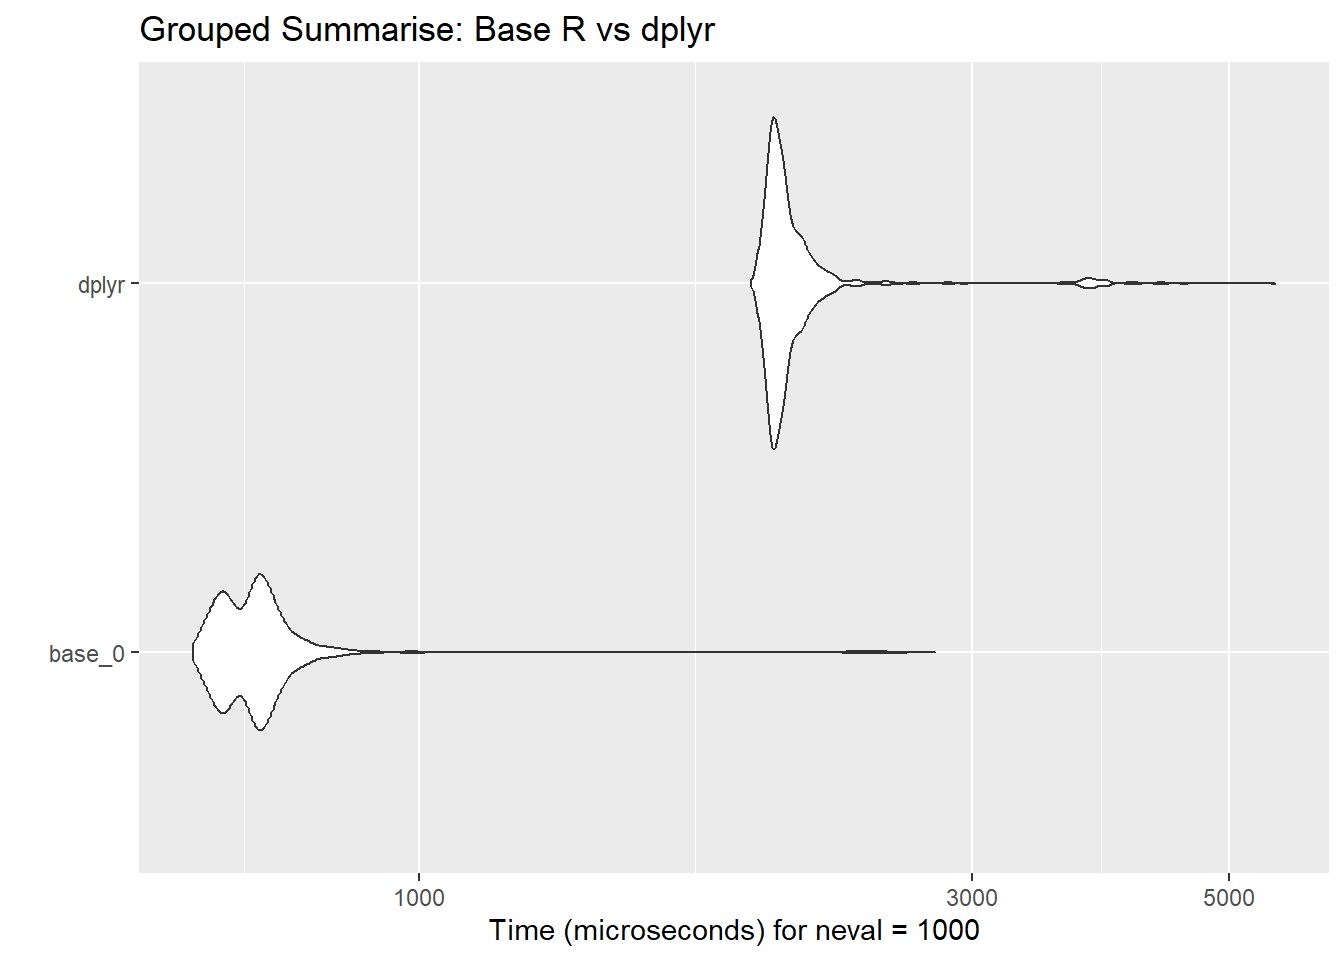 Grouped Summarise: Base R vs dplyr
dplyr
base_0
1000
3000
5000
Time (microseconds) for neval = 1000